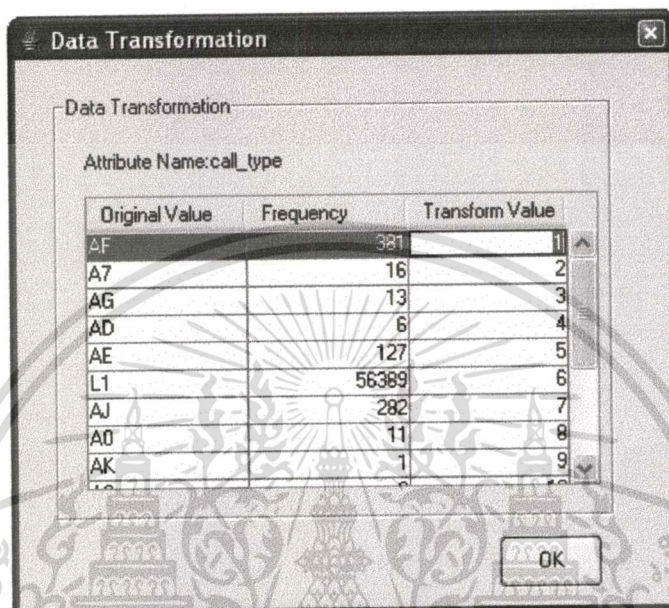 Data Transformation
Data Transformation
Attribute Name:call_type
Original Value Frequency Transform Value
AF 381 1
A7 16 2
AG 13 3
AD 6 4
AE 127 5
L1 56389 6
AJ 282 7
A0 11 8
AK 1 9
OK